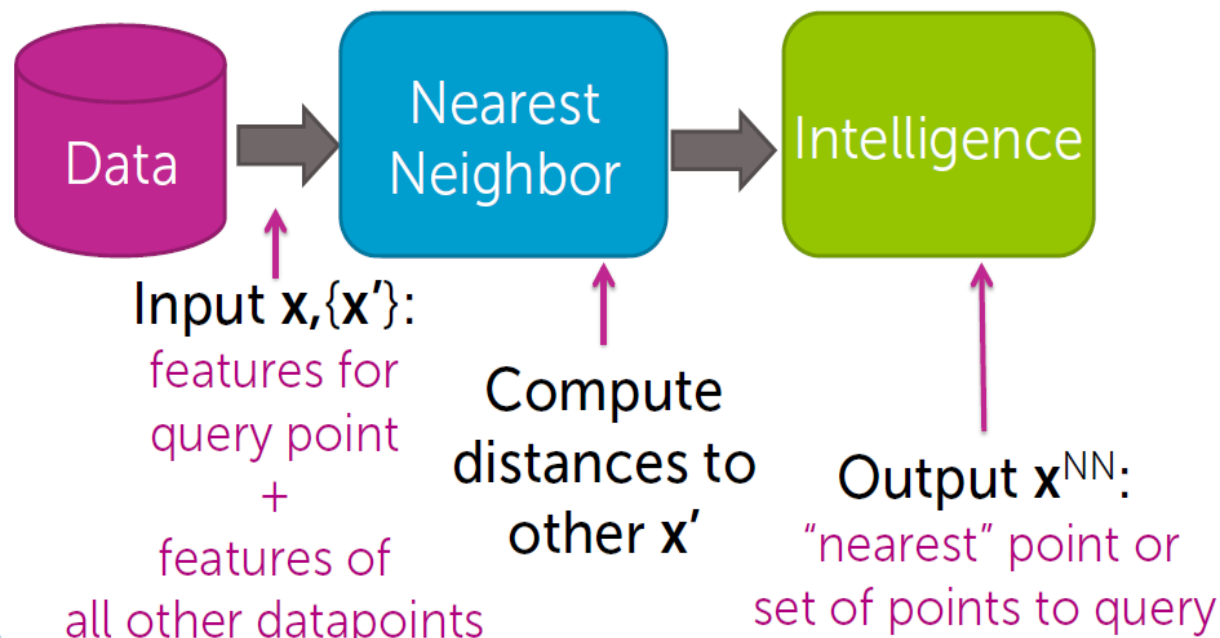 Data
Nearest
Neighbor
Intelligence
Input x,{x’}:
features for
query point
+
features of
all other datapoints
Compute
distances to
other x’
Output xᴺᴺ:
“nearest” point or
set of points to query